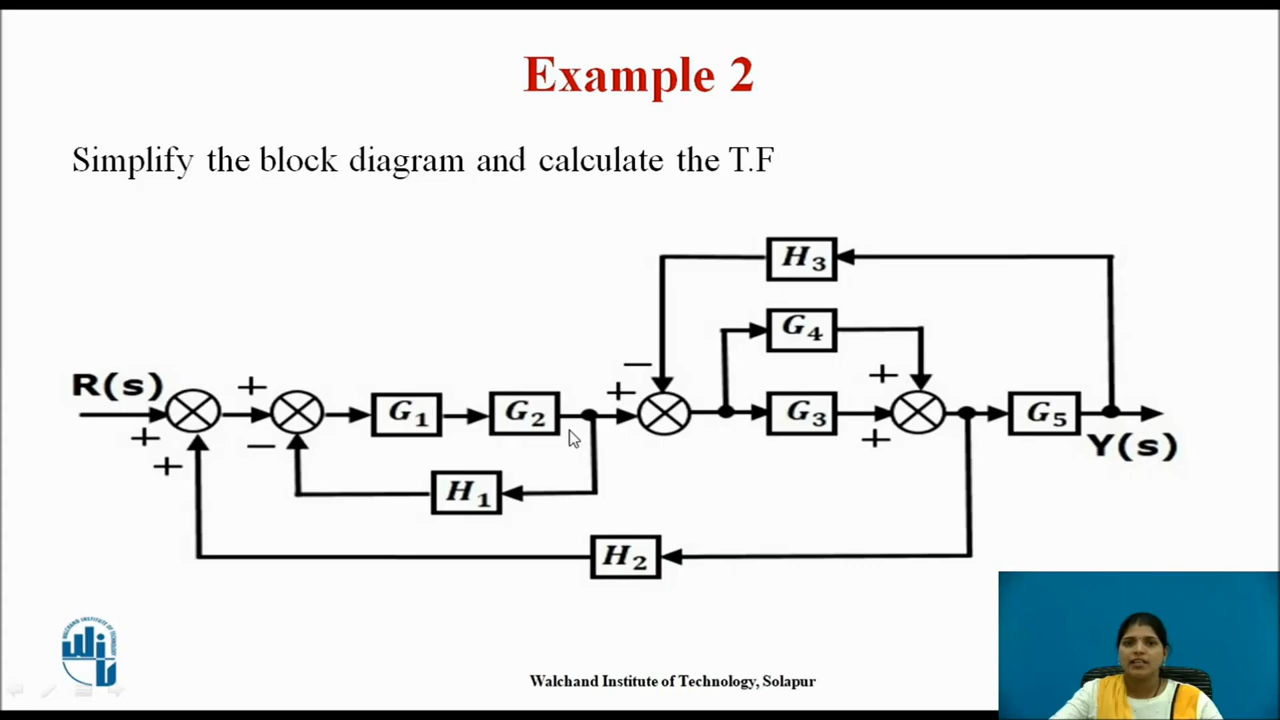 Example 2
Simplify the block diagram and calculate the T.F
H₃
G₄
R(s) + − +
G₁ G₂ G₃ G₅
+ − + + Y(s)
+
H₁
H₂
Walchand Institute of Technology, Solapur